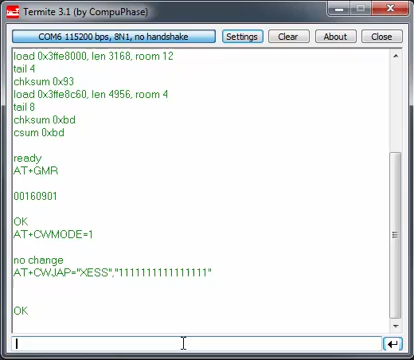 Termite 3.1 (by CompuPhase)
COM6 115200 bps, 8N1, no handshake
Settings
Clear
About
Close
load 0x3ffe8000, len 3168, room 12
tail 4
chksum 0x93
load 0x3ffe8c60, len 4956, room 4
tail 8
chksum 0xbd
csum 0xbd
ready
AT+GMR
00160901
OK
AT+CWMODE=1
no change
AT+CWJAP="XESS","1111111111111111"
OK